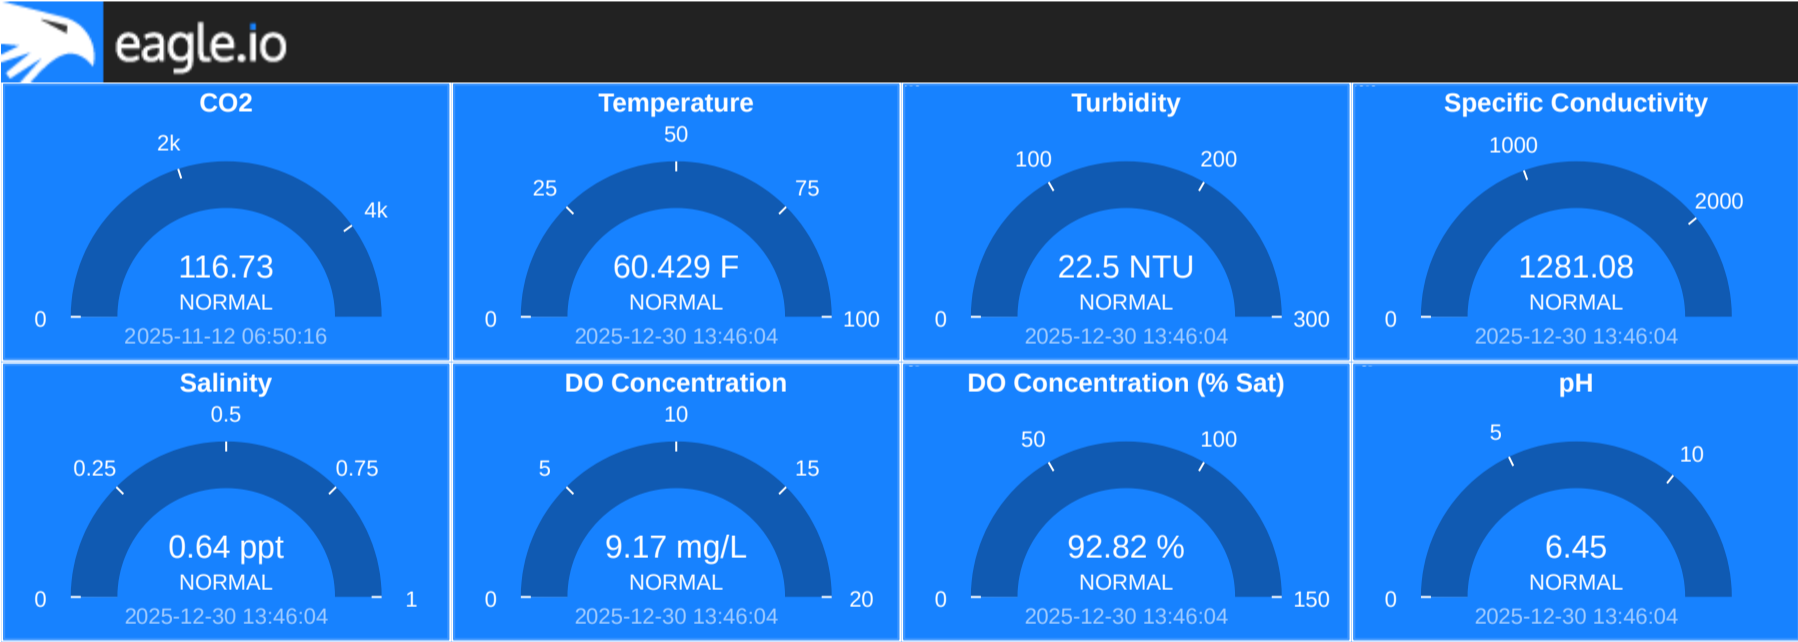 eagle.io
CO2
2k
4k
0
116.73
NORMAL
2025-11-12 06:50:16
Temperature
50
25
75
0
100
60.429 F
NORMAL
2025-12-30 13:46:04
Turbidity
100
200
0
300
22.5 NTU
NORMAL
2025-12-30 13:46:04
Specific Conductivity
1000
2000
0
1281.08
NORMAL
2025-12-30 13:46:04
Salinity
0.5
0.25
0.75
0
1
0.64 ppt
NORMAL
2025-12-30 13:46:04
DO Concentration
10
5
15
0
20
9.17 mg/L
NORMAL
2025-12-30 13:46:04
DO Concentration (% Sat)
50
100
0
150
92.82 %
NORMAL
2025-12-30 13:46:04
pH
5
10
0
6.45
NORMAL
2025-12-30 13:46:04